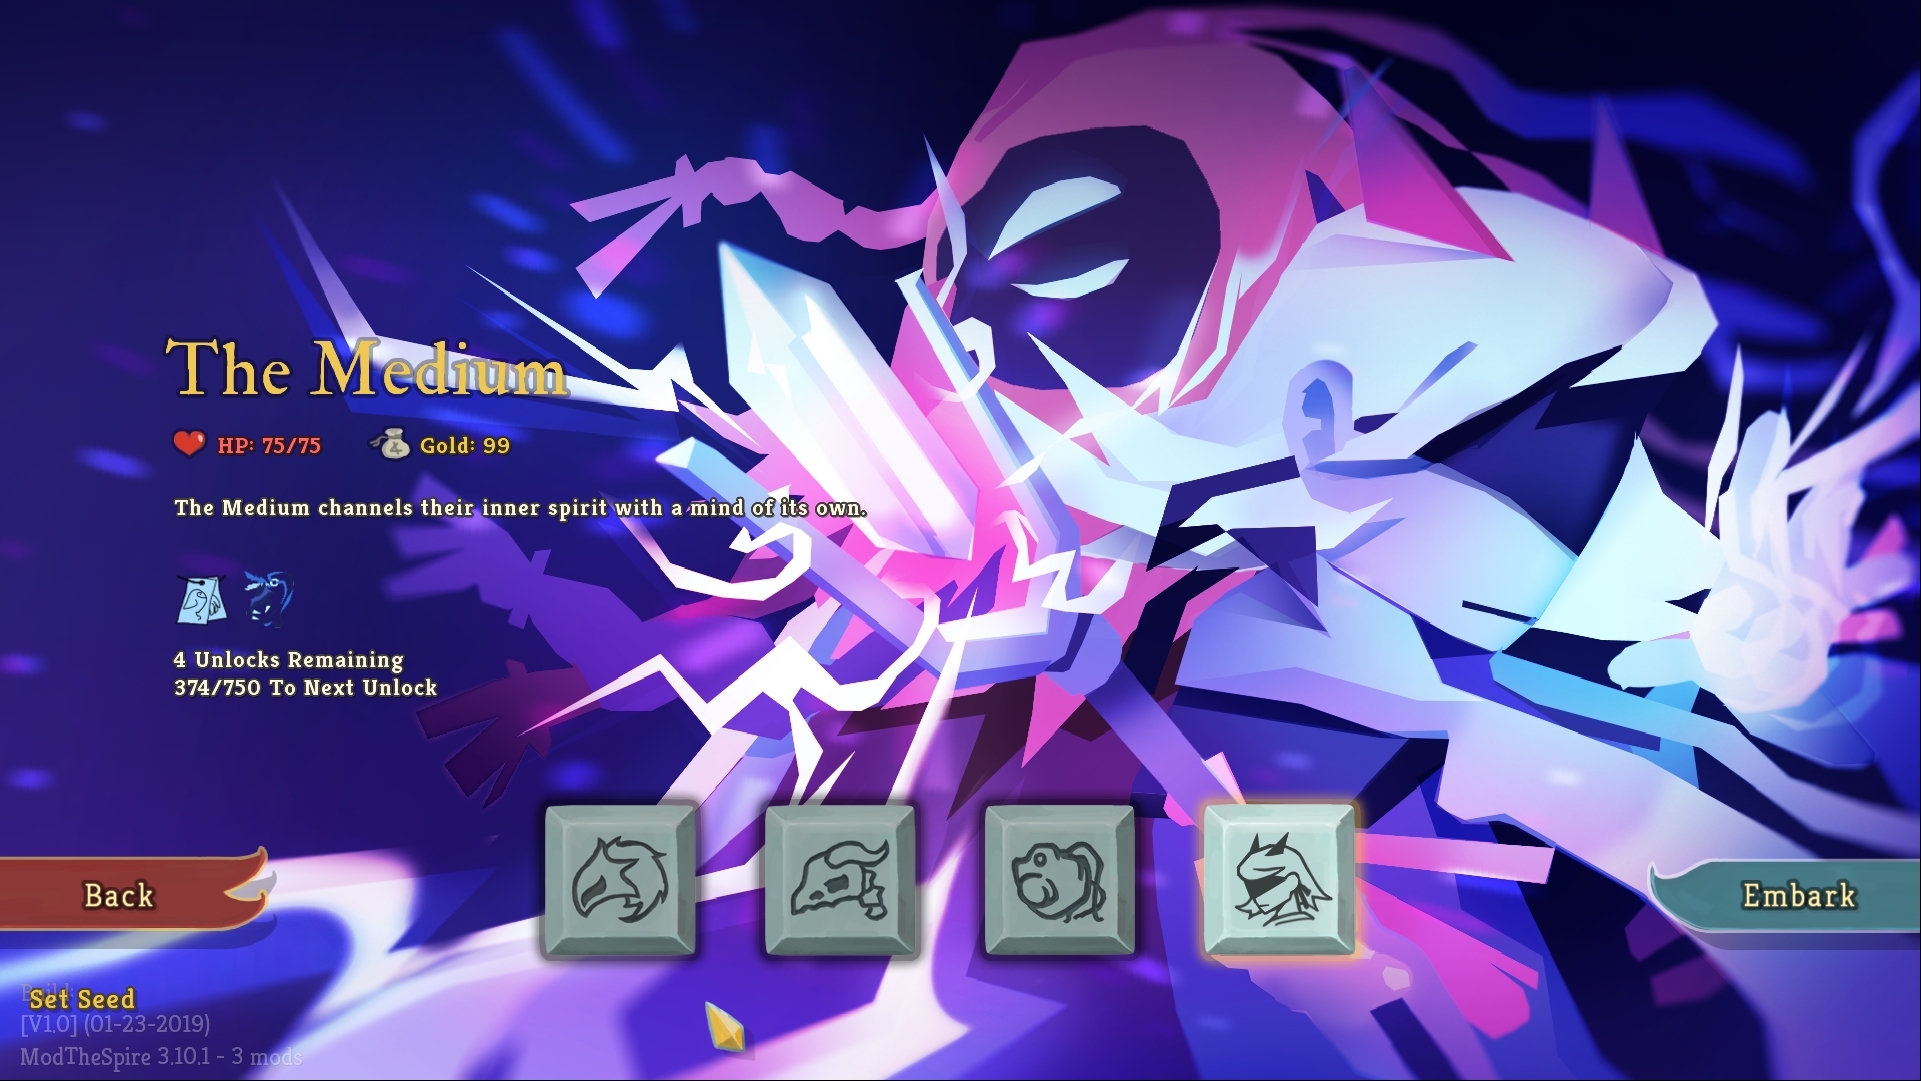 The Medium
HP: 75/75 Gold: 99
The Medium channels their inner spirit with a mind of its own.
4 Unlocks Remaining
374/750 To Next Unlock
Back
Embark
Set Seed
[V1.0] (01-23-2019)
ModTheSpire 3.10.1 - 3 mods